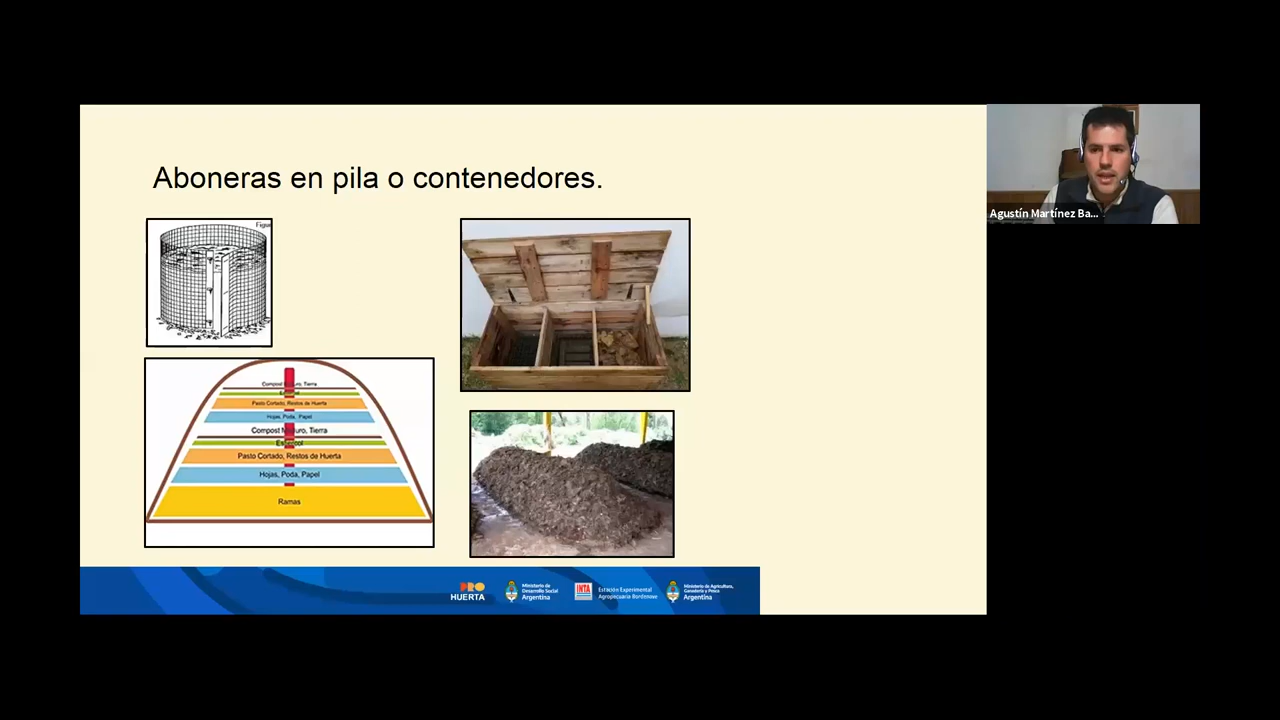 Aboneras en pila o contenedores.
Agustín Martínez Ba...
Compost Maduro, Tierra
Pasto Cortado, Restos de Huerta
Hojas, Poda, Papel
Compost Maduro, Tierra
Pasto Cortado, Restos de Huerta
Hojas, Poda, Papel
Ramas
PRO
HUERTA
Ministerio de
Desarrollo Social
Argentina
INTA
Estación Experimental
Agropecuaria Bordenave
Ministerio de Agricultura,
Ganadería y Pesca
Argentina